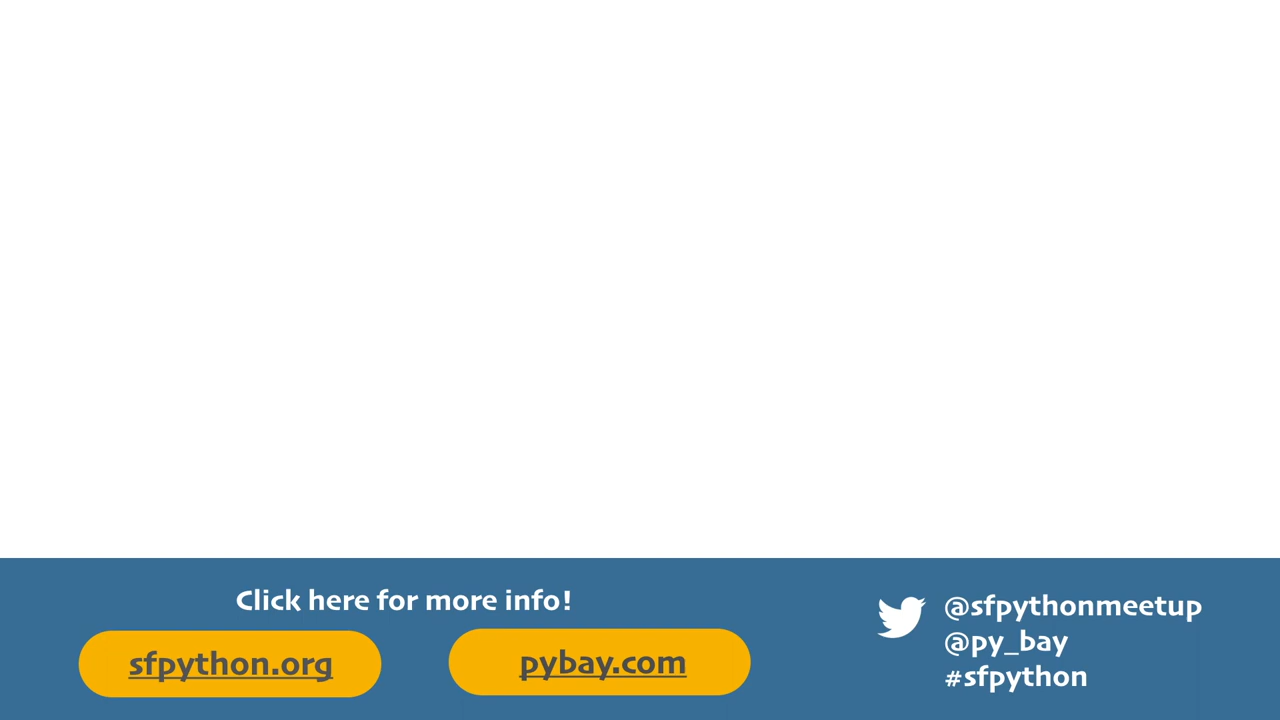 Click here for more info!
sfpython.org
pybay.com
@sfpythonmeetup
@py_bay
#sfpython